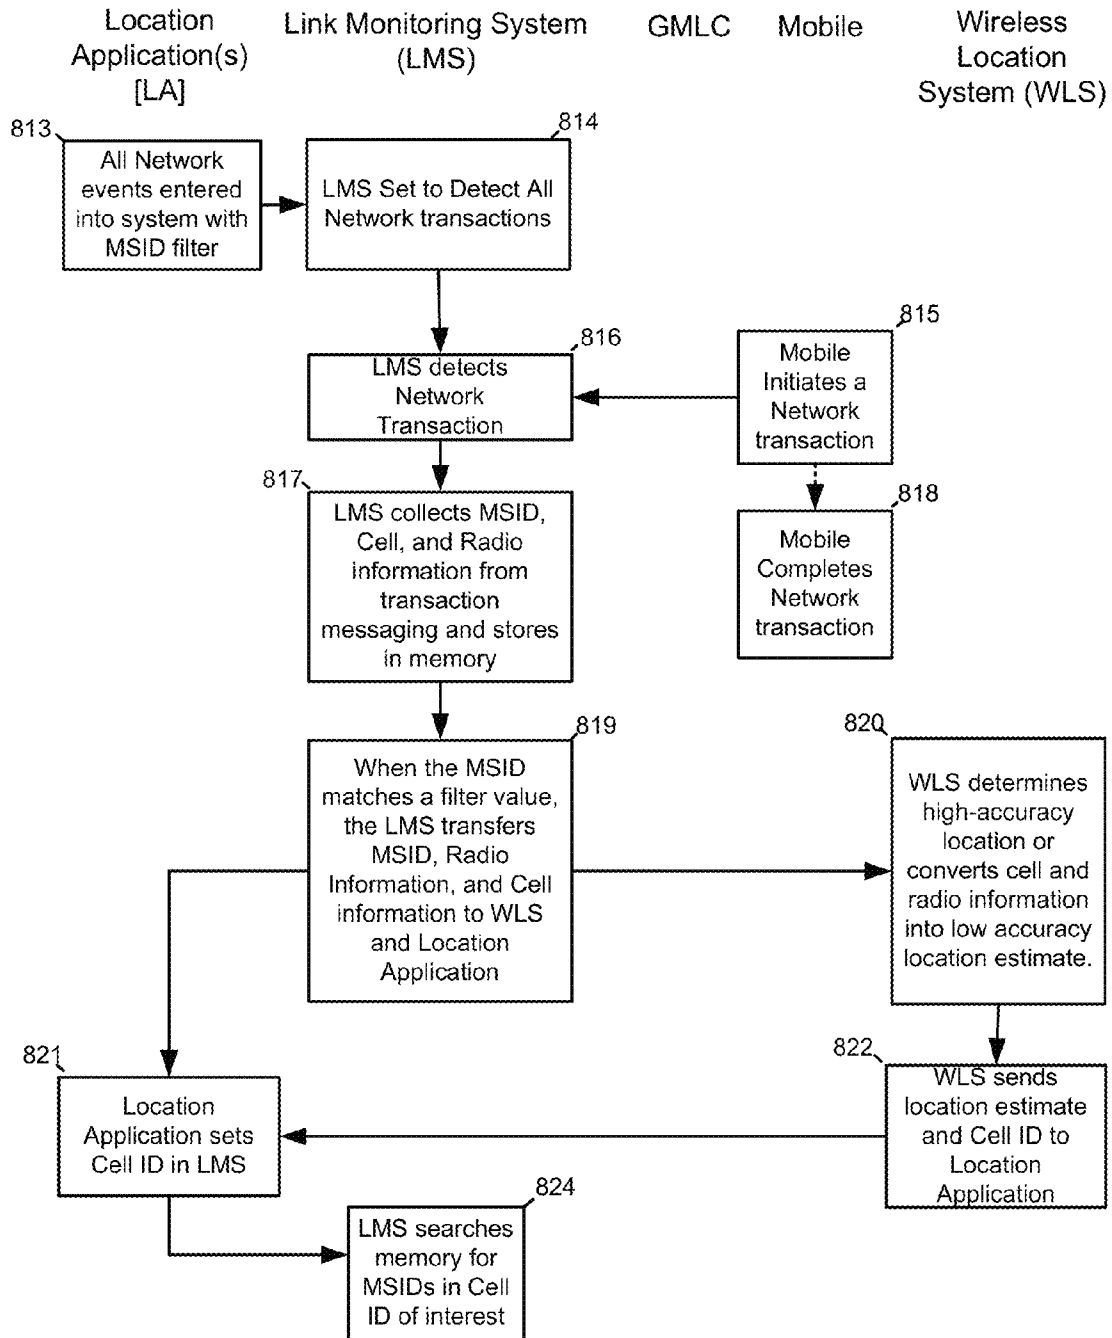 Location
Application(s)
[LA]
Link Monitoring System
(LMS)
GMLC
Mobile
Wireless
Location
System (WLS)
813
All Network
events entered
into system with
MSID filter
814
LMS Set to Detect All
Network transactions
815
Mobile
Initiates a
Network
transaction
816
LMS detects
Network
Transaction
817
LMS collects MSID,
Cell, and Radio
information from
transaction
messaging and stores
in memory
818
Mobile
Completes
Network
transaction
819
When the MSID
matches a filter value,
the LMS transfers
MSID, Radio
Information, and Cell
information to WLS
and Location
Application
820
WLS determines
high-accuracy
location or
converts cell and
radio information
into low accuracy
location estimate.
821
Location
Application sets
Cell ID in LMS
822
WLS sends
location estimate
and Cell ID to
Location
Application
824
LMS searches
memory for
MSIDs in Cell
ID of interest